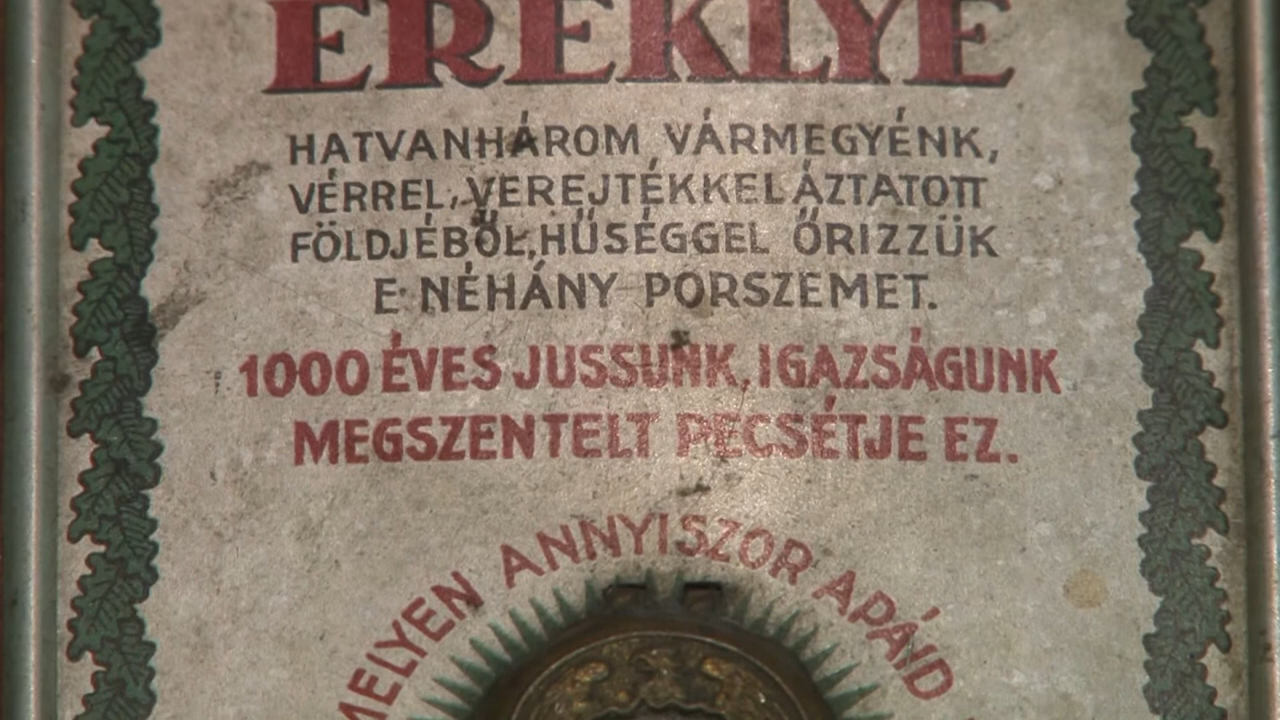 EREKLYE
HATVANHÁROM VÁRMEGYÉNK,
VÉRREL, VEREJTÉKKEL ÁZTATOTT
FÖLDJÉBŐL, HŰSÉGGEL ŐRIZZÜK
E NÉHÁNY PORSZEMET.
1000 ÉVES JUSSUNK, IGAZSÁGUNK
MEGSZENTELT PECSÉTJE EZ.
MELYEN ANNYISZOR APÁID